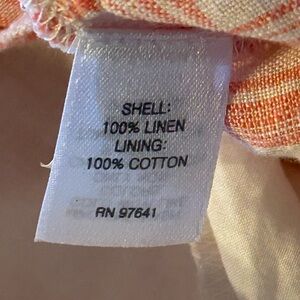 SHELL:
100% LINEN
LINING:
100% COTTON
RN 97641